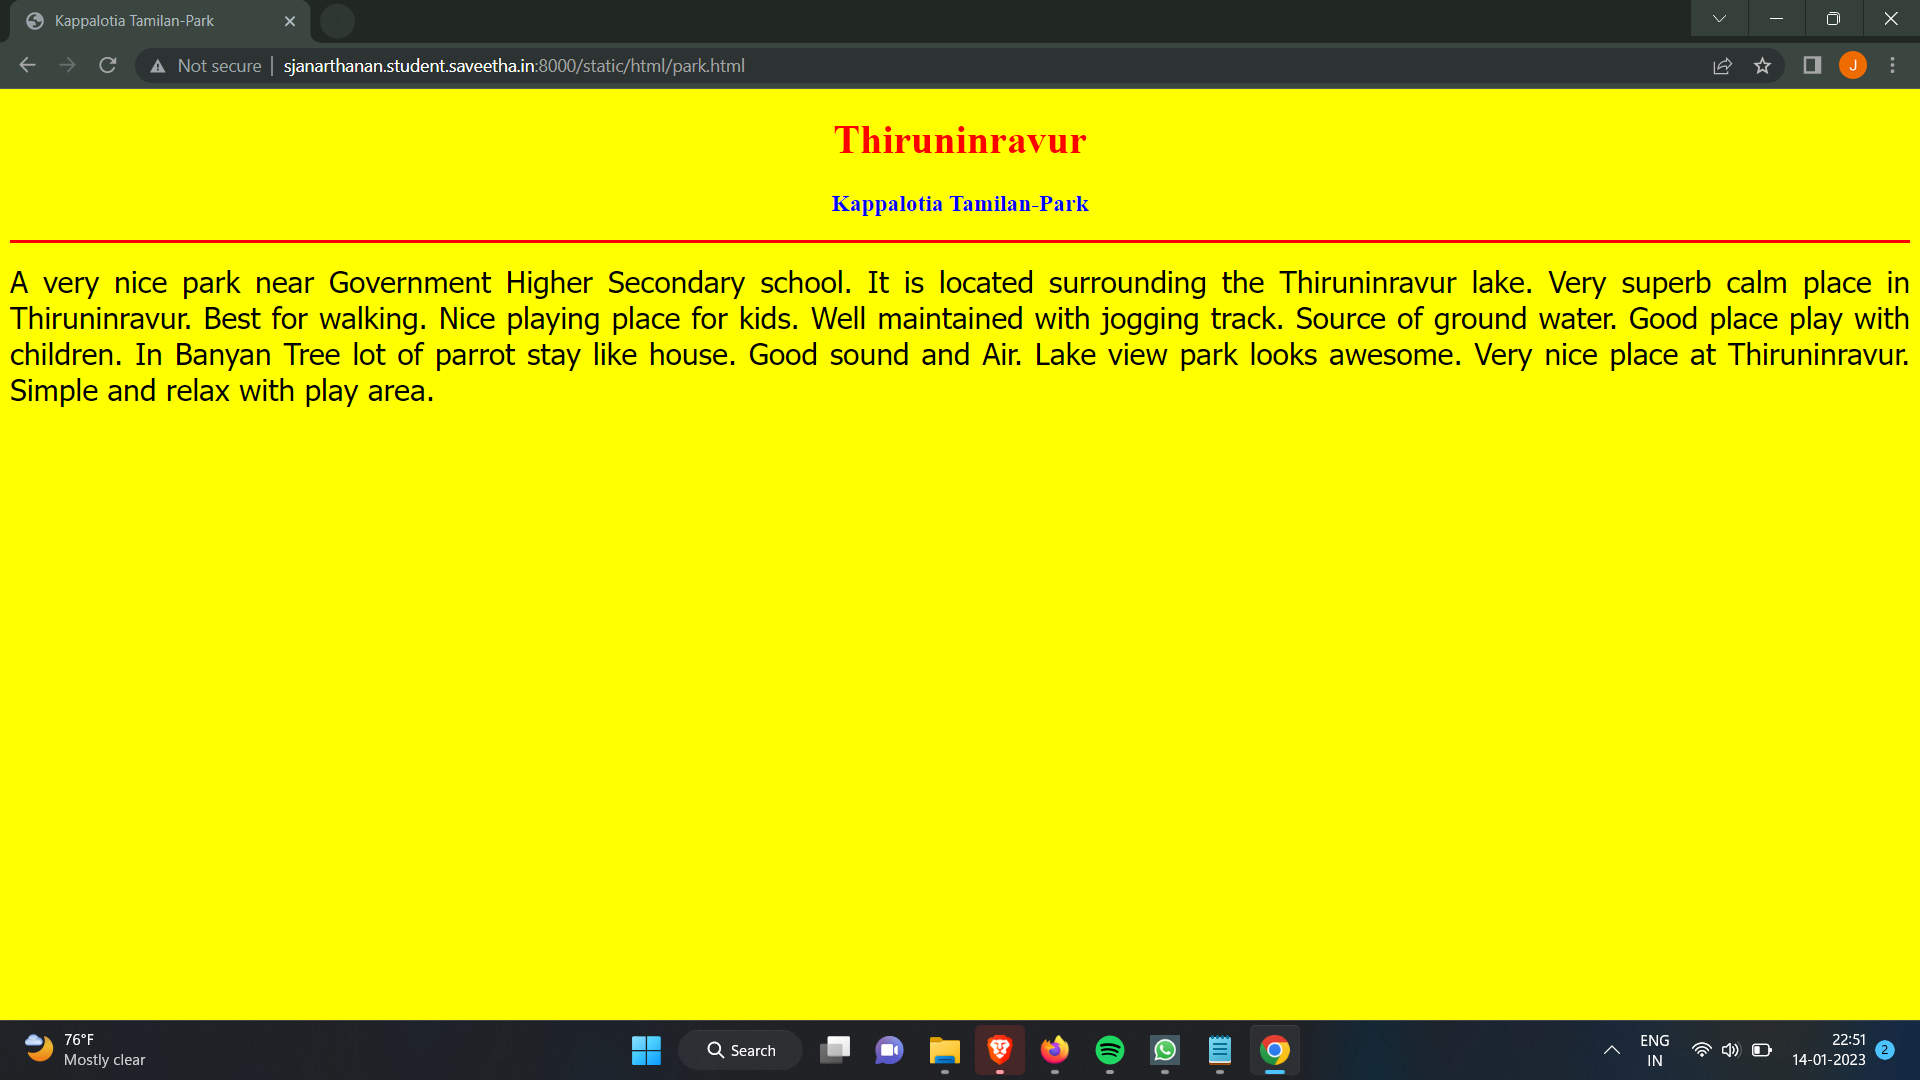 Kappalotia Tamilan-Park
Not secure
sjanarthanan.student.saveetha.in:8000/static/html/park.html
J
Thiruninravur
Kappalotia Tamilan-Park
A very nice park near Government Higher Secondary school. It is located surrounding the Thiruninravur lake. Very superb calm place in
Thiruninravur. Best for walking. Nice playing place for kids. Well maintained with jogging track. Source of ground water. Good place play with
children. In Banyan Tree lot of parrot stay like house. Good sound and Air. Lake view park looks awesome. Very nice place at Thiruninravur.
Simple and relax with play area.
76°F
Mostly clear
Search
ENG
IN
22:51
14-01-2023
2